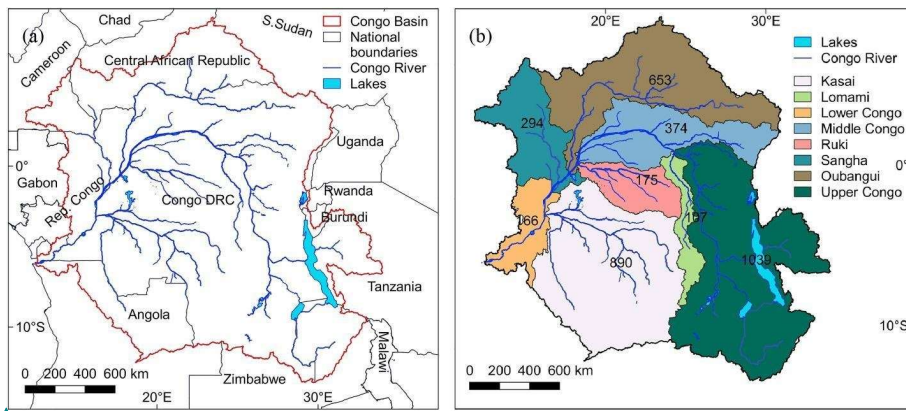 (a)
Chad
S.Sudan
Cameroon
Central African Republic
Congo Basin
National
boundaries
Congo River
Lakes
Uganda
0°
Gabon
Rep. Congo
Congo DRC
Rwanda
Burundi
Tanzania
Angola
10°S
Malawi
Zimbabwe
0 200 400 600 km
20°E
30°E
20°E
30°E
(b)
Lakes
Congo River
Kasai
Lomami
Lower Congo
Middle Congo
Ruki
Sangha
Oubangui
Upper Congo
653
294
374
0°
175
166
890
1039
10°S
0 200 400 600 km